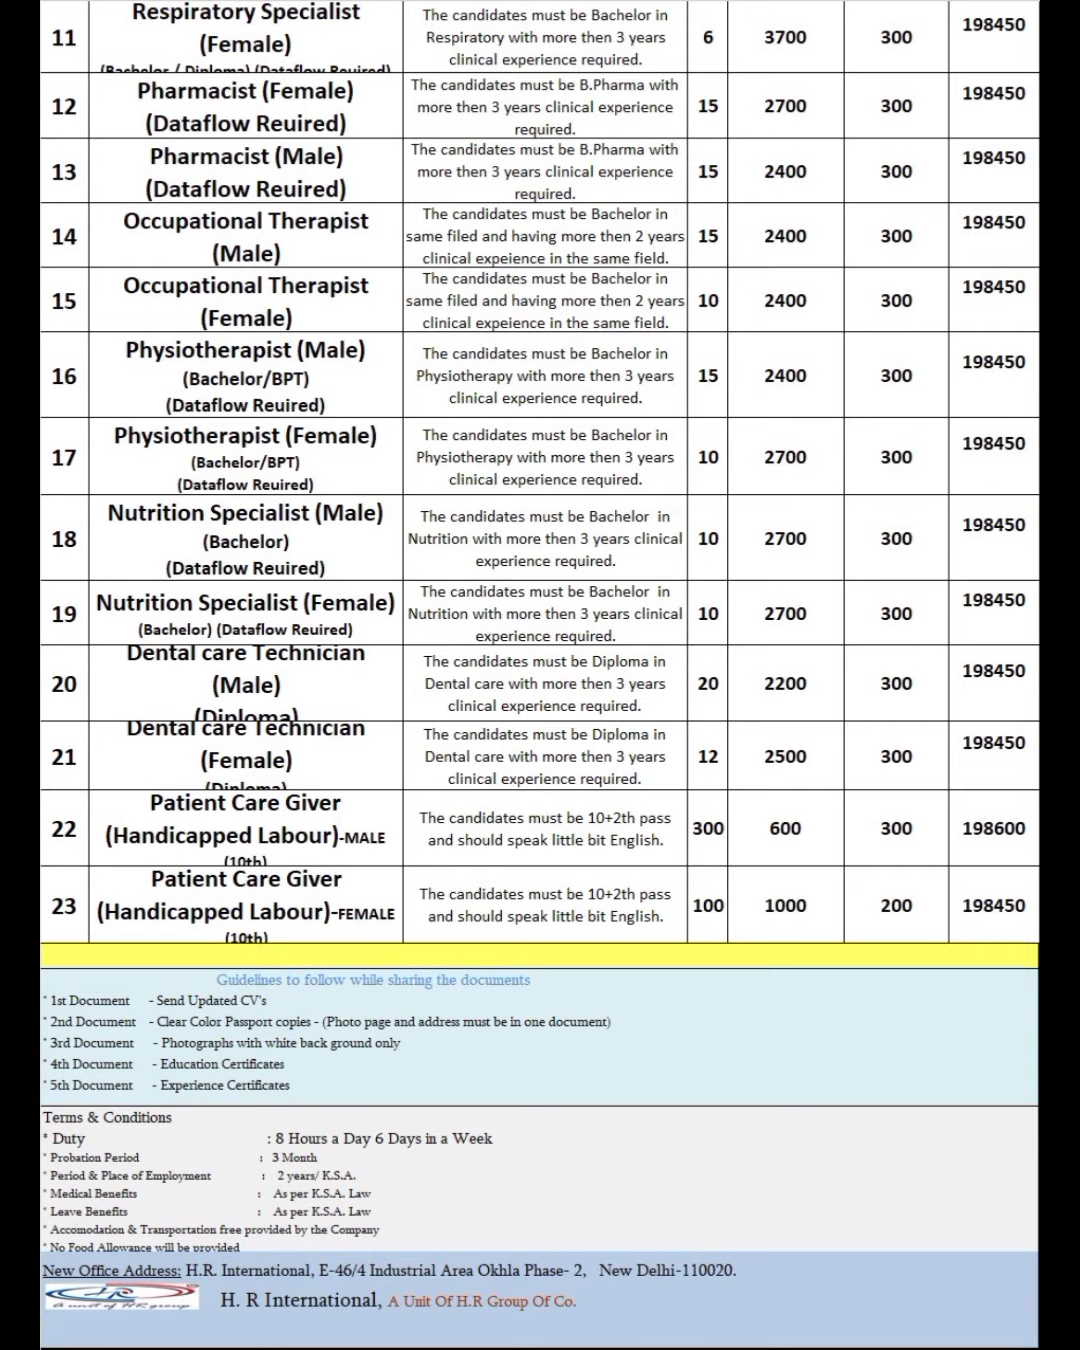 Respiratory Specialist
(Female)
(Bachelor / Diploma) (Dataflow Reuired)
11
The candidates must be Bachelor in
Respiratory with more then 3 years
clinical experience required.
6
3700
300
198450
12
Pharmacist (Female)
(Dataflow Reuired)
The candidates must be B.Pharma with
more then 3 years clinical experience
required.
15
2700
300
198450
13
Pharmacist (Male)
(Dataflow Reuired)
The candidates must be B.Pharma with
more then 3 years clinical experience
required.
15
2400
300
198450
14
Occupational Therapist
(Male)
The candidates must be Bachelor in
same filed and having more then 2 years
clinical expeience in the same field.
15
2400
300
198450
15
Occupational Therapist
(Female)
The candidates must be Bachelor in
same filed and having more then 2 years
clinical expeience in the same field.
10
2400
300
198450
16
Physiotherapist (Male)
(Bachelor/BPT)
(Dataflow Reuired)
The candidates must be Bachelor in
Physiotherapy with more then 3 years
clinical experience required.
15
2400
300
198450
17
Physiotherapist (Female)
(Bachelor/BPT)
(Dataflow Reuired)
The candidates must be Bachelor in
Physiotherapy with more then 3 years
clinical experience required.
10
2700
300
198450
18
Nutrition Specialist (Male)
(Bachelor)
(Dataflow Reuired)
The candidates must be Bachelor in
Nutrition with more then 3 years clinical
experience required.
10
2700
300
198450
19
Nutrition Specialist (Female)
(Bachelor) (Dataflow Reuired)
The candidates must be Bachelor in
Nutrition with more then 3 years clinical
experience required.
10
2700
300
198450
20
Dental care Technician
(Male)
(Diploma)
The candidates must be Diploma in
Dental care with more then 3 years
clinical experience required.
20
2200
300
198450
21
Dental care Technician
(Female)
(Diploma)
The candidates must be Diploma in
Dental care with more then 3 years
clinical experience required.
12
2500
300
198450
22
Patient Care Giver
(Handicapped Labour)-MALE
(10th)
The candidates must be 10+2th pass
and should speak little bit English.
300
600
300
198600
23
Patient Care Giver
(Handicapped Labour)-FEMALE
(10th)
The candidates must be 10+2th pass
and should speak little bit English.
100
1000
200
198450
Guidelines to follow while sharing the documents
* 1st Document - Send Updated CV's
* 2nd Document - Clear Color Passport copies - (Photo page and address must be in one document)
* 3rd Document - Photographs with white back ground only
* 4th Document - Education Certificates
* 5th Document - Experience Certificates
Terms & Conditions
* Duty : 8 Hours a Day 6 Days in a Week
* Probation Period : 3 Month
* Period & Place of Employment : 2 years/ K.S.A.
* Medical Benefits : As per K.S.A. Law
* Leave Benefits : As per K.S.A. Law
* Accomodation & Transportation free provided by the Company
* No Food Allowance will be provided
New Office Address: H.R. International, E-46/4 Industrial Area Okhla Phase- 2, New Delhi-110020.
HR
A unit of HR group
H. R International, A Unit Of H.R Group Of Co.